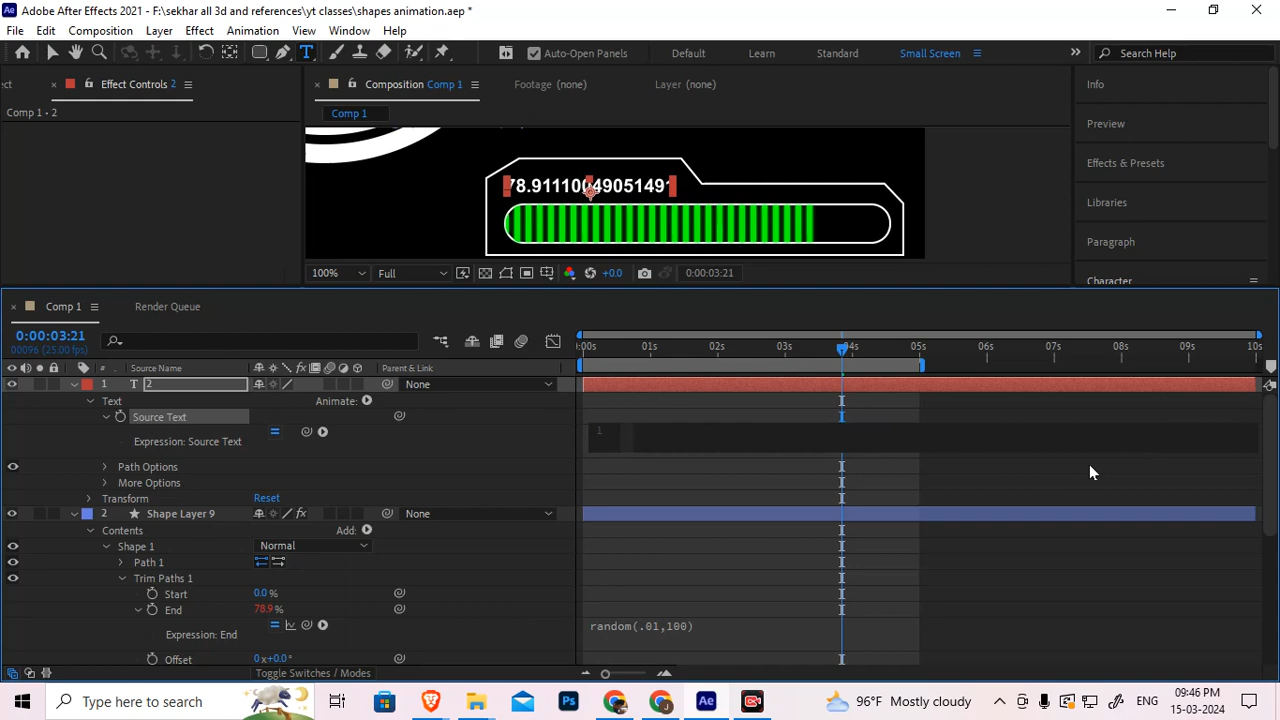 Adobe After Effects 2021 - F:\sekhar all 3d and references\yt classes\shapes animation.aep *
File Edit Composition Layer Effect Animation View Window Help
Auto-Open Panels Default Learn Standard Small Screen Search Help
Effect Controls 2 Composition Comp 1 Footage (none) Layer (none) Info
Comp 1 • 2 Comp 1
Preview
Effects & Presets
78.9111004905149
Libraries
Paragraph
100% Full +0.0 0:00:03:21 Character
Comp 1 Render Queue
0:00:03:21
00096 (25.00 fps)
:00s 01s 02s 03s 04s 05s 06s 07s 08s 09s 10s
# Source Name Parent & Link
1 T 2 None
Text Animate:
Source Text
Expression: Source Text 1
Path Options
More Options
Transform Reset
2 Shape Layer 9 None
Contents Add:
Shape 1 Normal
Path 1
Trim Paths 1
Start 0.0 %
End 78.9 %
Expression: End random(.01,100)
Offset 0x+0.0°
Toggle Switches / Modes
Type here to search Ps Ae 96°F Mostly cloudy ENG 09:46 PM
15-03-2024